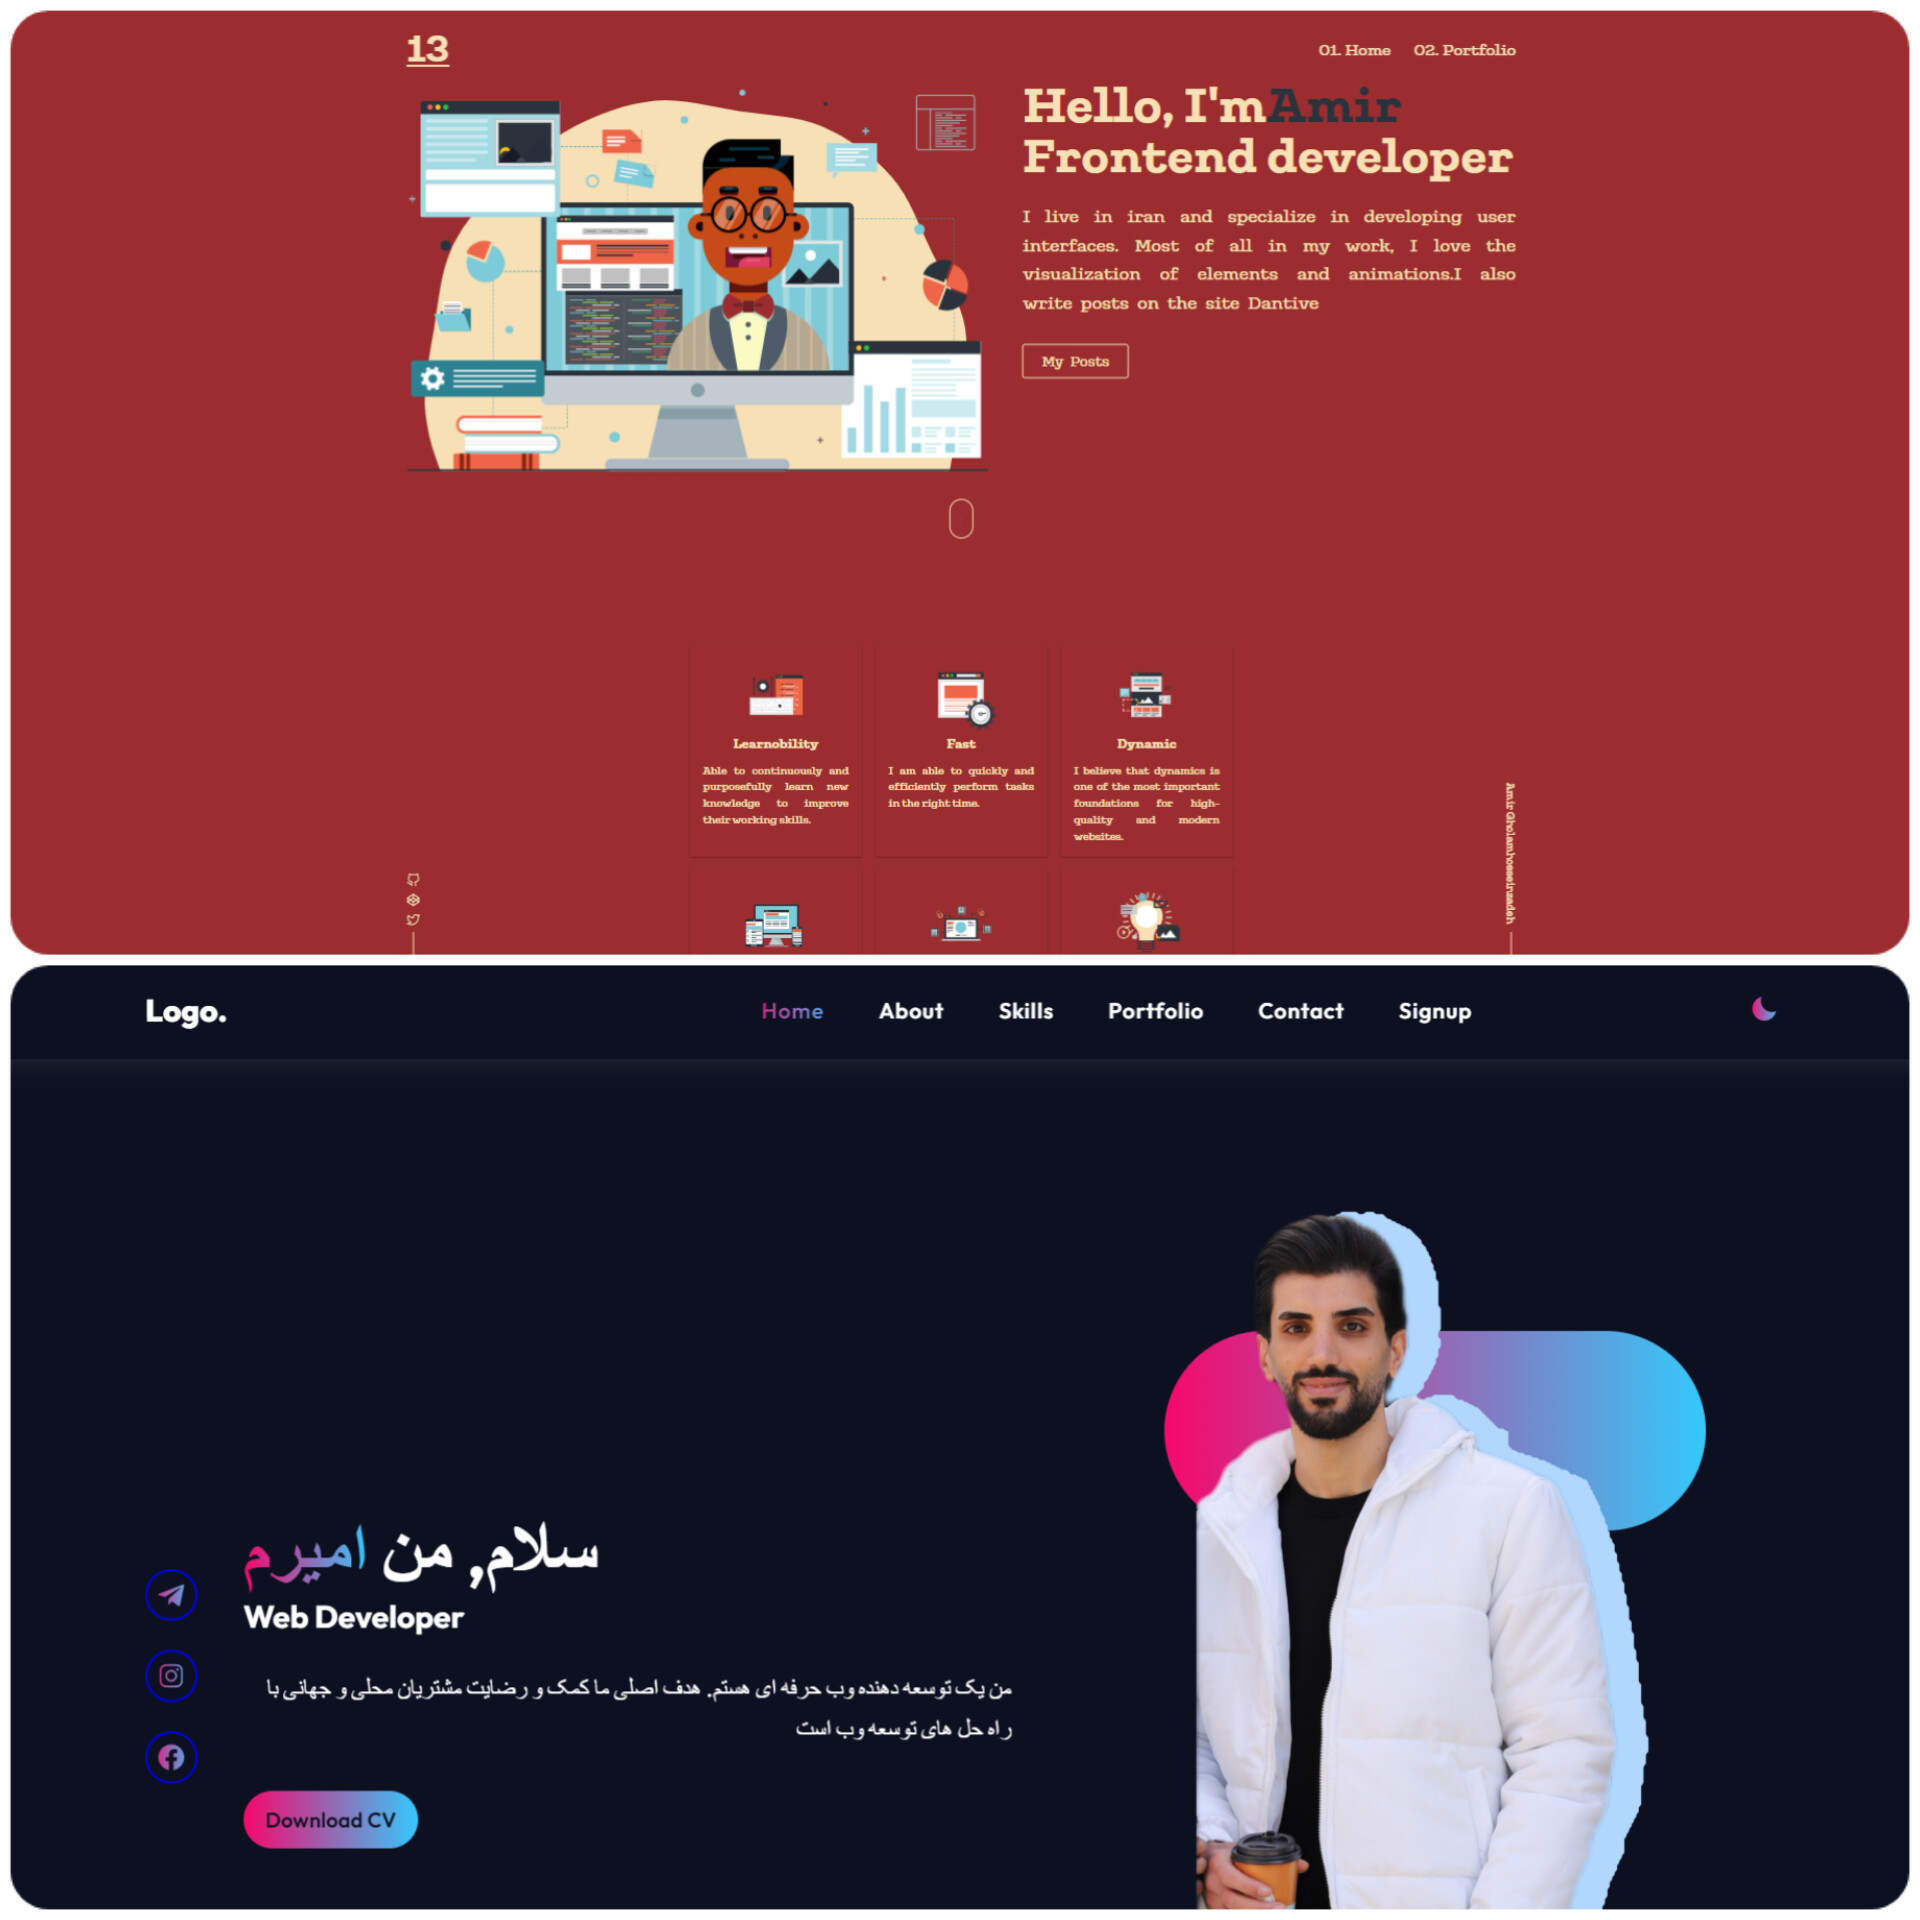 13
01. Home 02. Portfolio
Hello, I'm Amir
Frontend developer
I live in iran and specialize in developing user
interfaces. Most of all in my work, I love the
visualization of elements and animations.I also
write posts on the site Dantive
My Posts
Learnobility
Able to continuously and
purposefully learn new
knowledge to improve
their working skills.
Fast
I am able to quickly and
efficiently perform tasks
in the right time.
Dynamic
I believe that dynamics is
one of the most important
foundations for high-
quality and modern
websites.
Amir Gholamhosseinzadeh
Logo.
Home About Skills Portfolio Contact Signup
سلام, من امیرم
Web Developer
من یک توسعه دهنده وب حرفه ای هستم. هدف اصلی ما کمک و رضایت مشتریان محلی و جهانی با
راه حل های توسعه وب است
Download CV